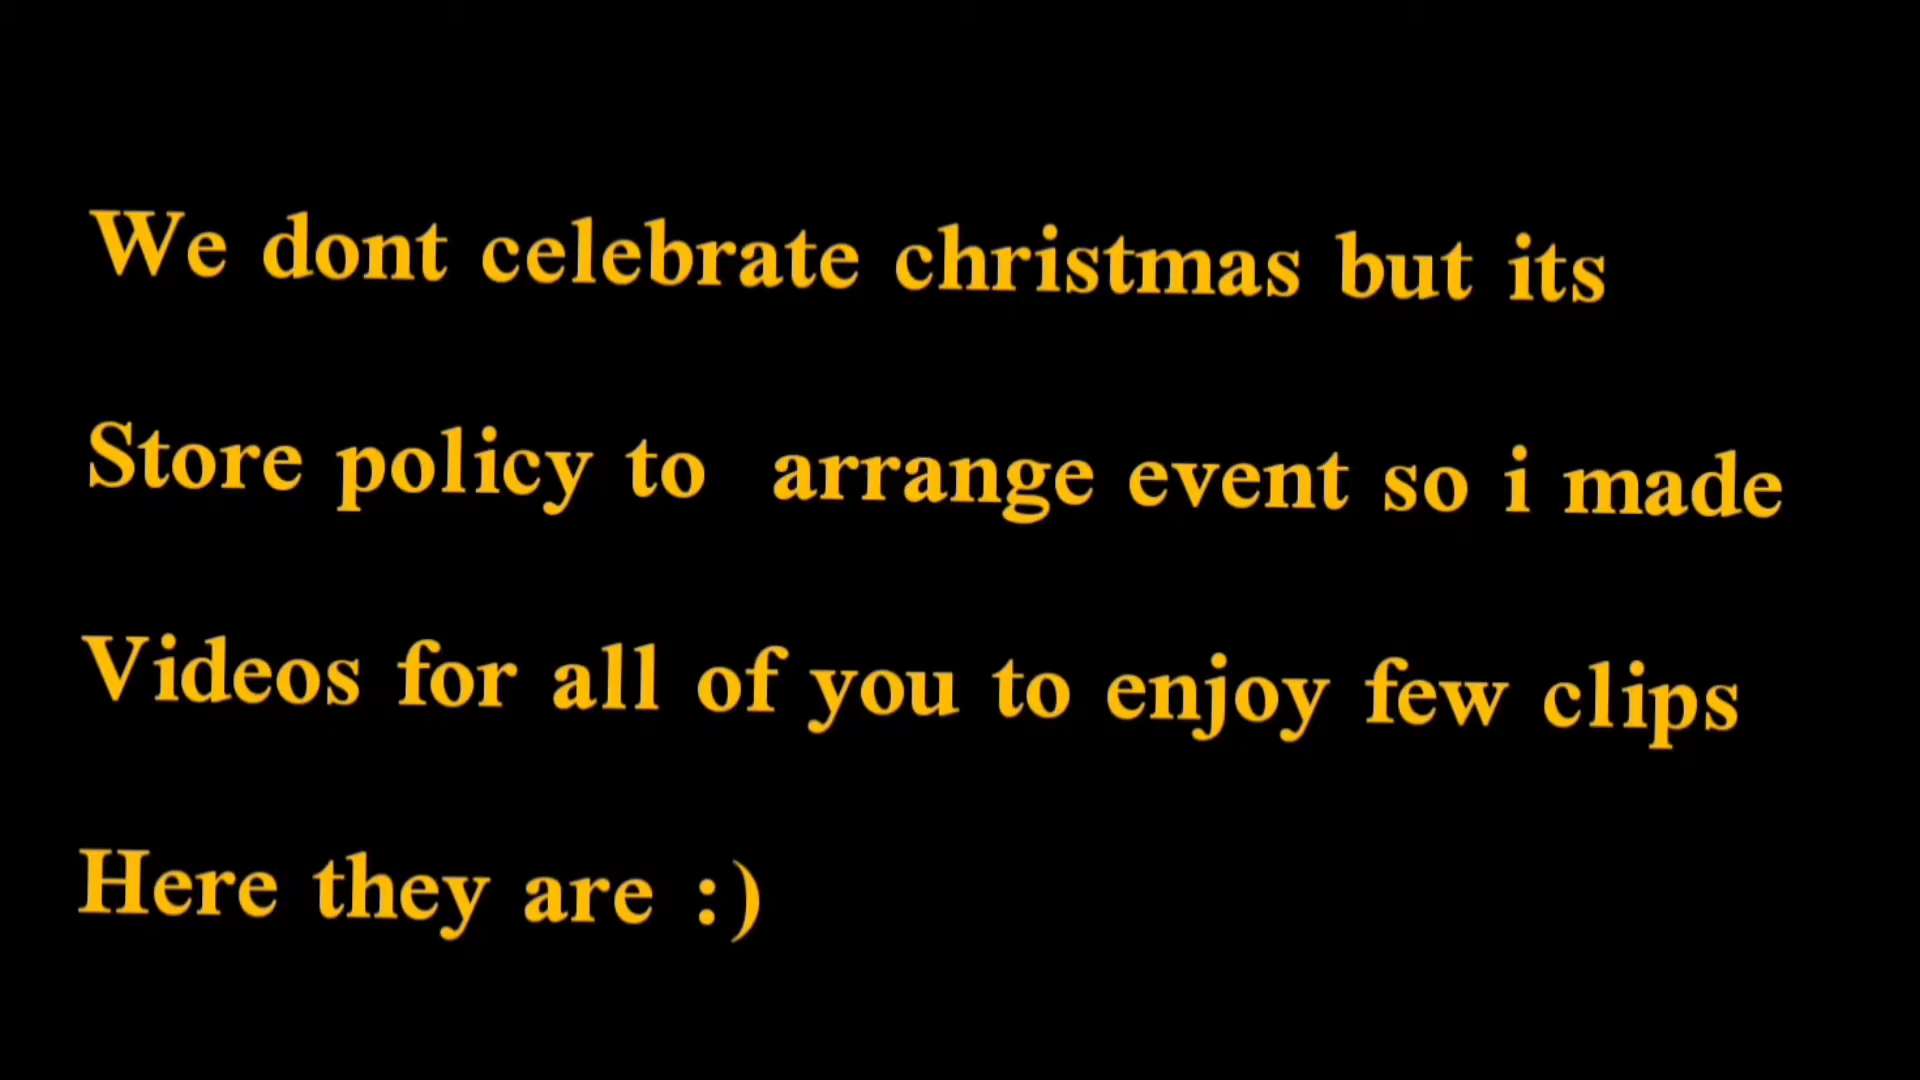 We dont celebrate christmas but its
Store policy to  arrange event so i made
Videos for all of you to enjoy few clips
Here they are :)